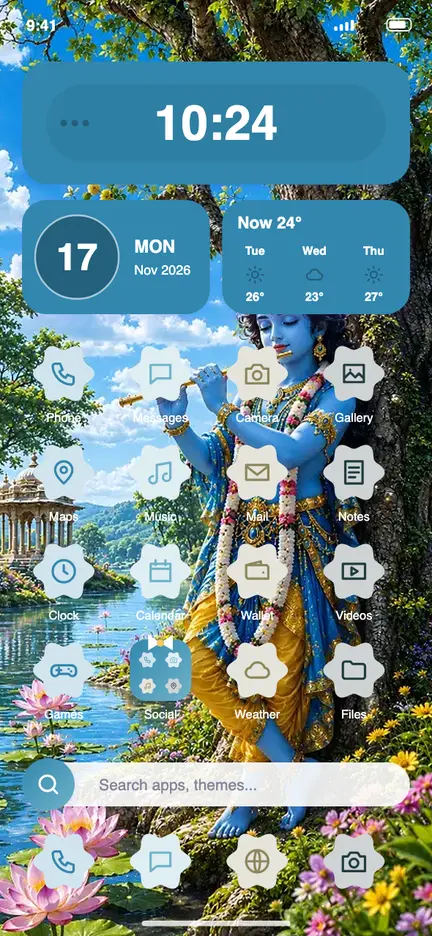 9:41
10:24
17
MON
Nov 2026
Now 24°
Tue Wed Thu
26° 23° 27°
Phone Messages Camera Gallery
Maps Music Mail Notes
Clock Calendar Wallet Videos
Games Social Weather Files
Search apps, themes...